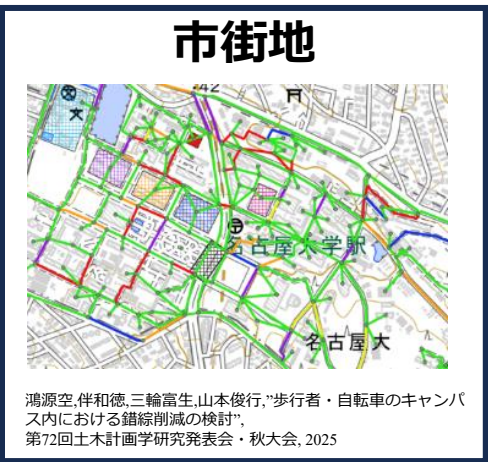 市街地
42
文
名古屋大学駅
名古屋大
鴻源空,伴和徳,三輪富生,山本俊行,”歩行者・自転車のキャンパ
ス内における錯綜削減の検討”,
第72回土木計画学研究発表会・秋大会, 2025